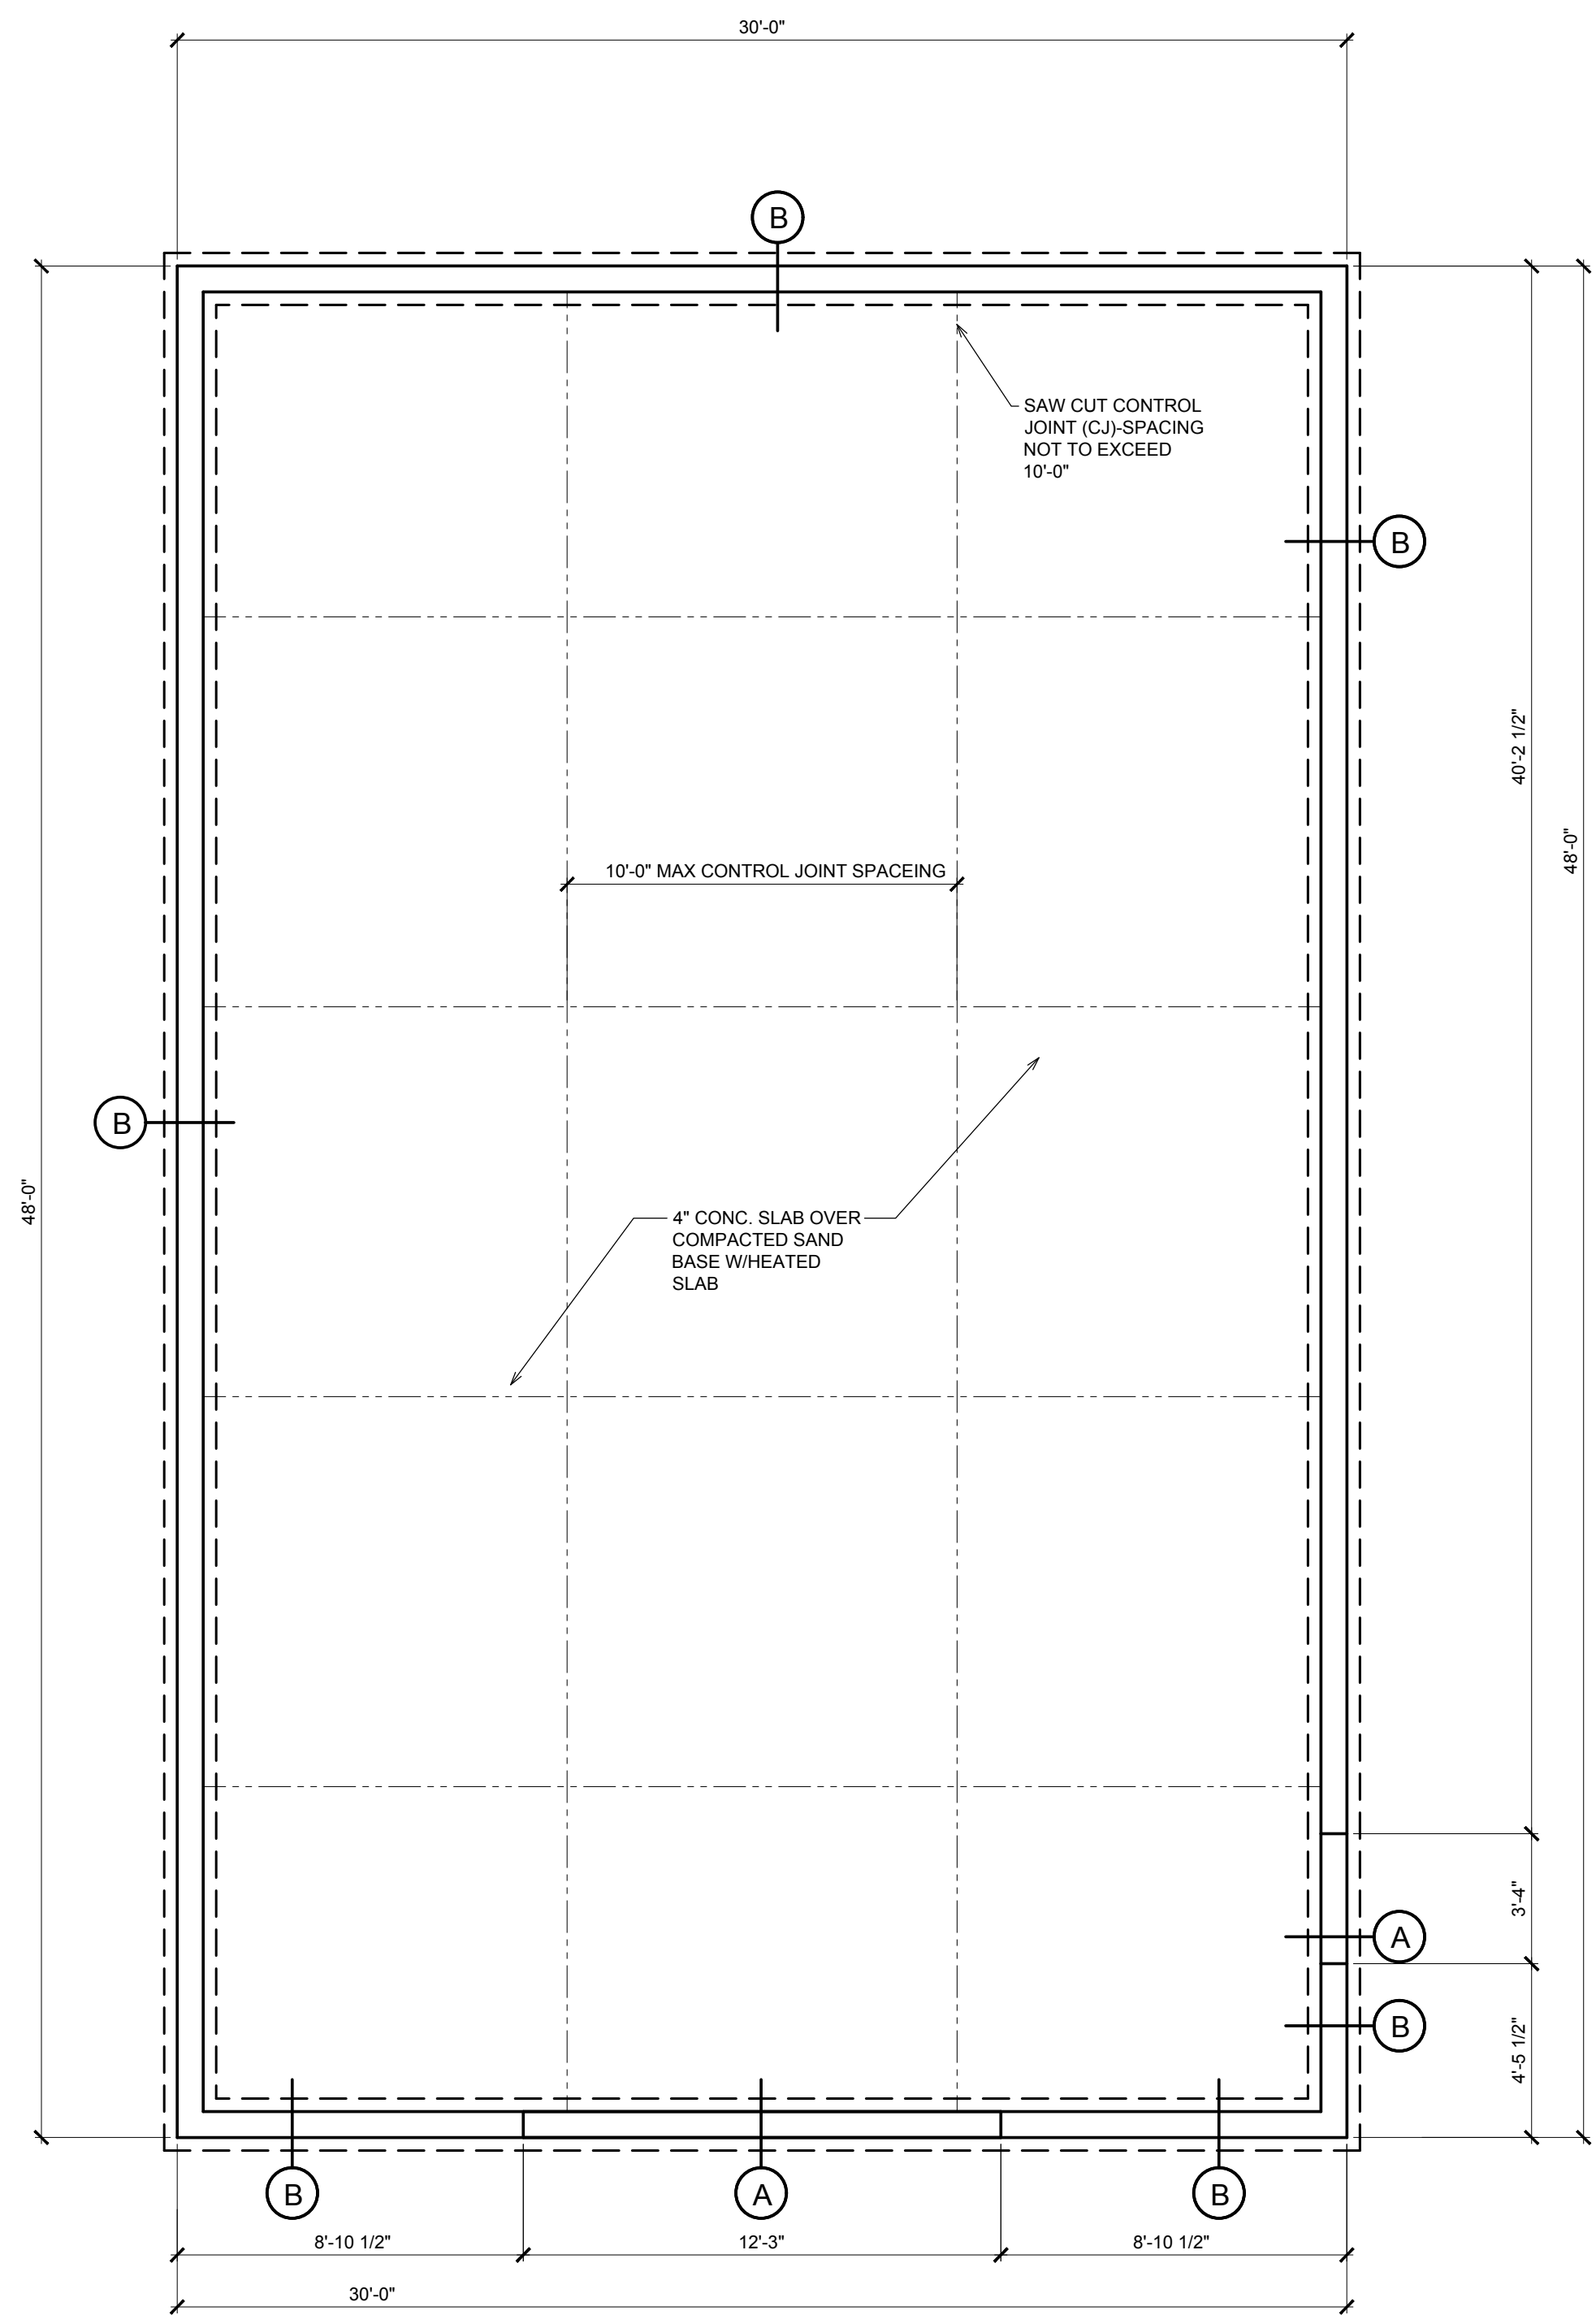 30'-0"
B
SAW CUT CONTROL
JOINT (CJ)-SPACING
NOT TO EXCEED
10'-0"
B
40'-2 1/2"
48'-0"
10'-0" MAX CONTROL JOINT SPACEING
B
48'-0"
4" CONC. SLAB OVER
COMPACTED SAND
BASE W/HEATED
SLAB
3'-4"
A
B
4'-5 1/2"
B
A
B
8'-10 1/2"
12'-3"
8'-10 1/2"
30'-0"